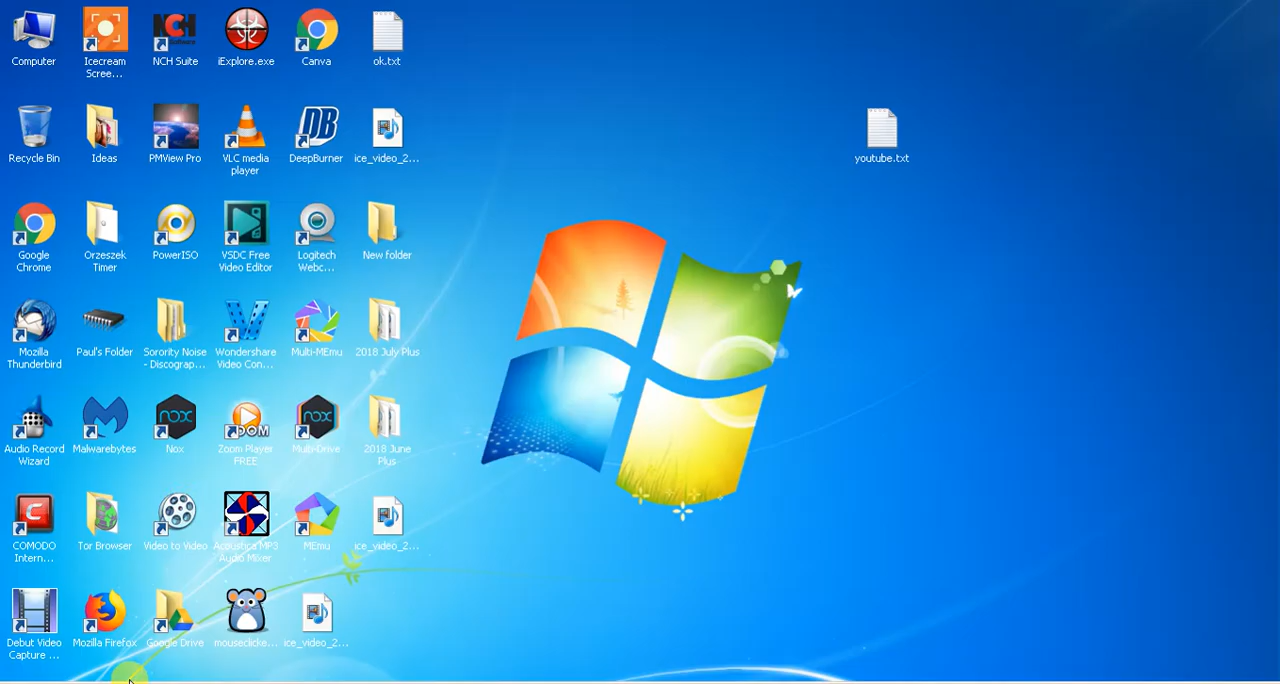 Computer
Icecream
Scree...
NCH Suite
iExplore.exe
Canva
ok.txt
Recycle Bin
Ideas
PMView Pro
VLC media
player
DeepBurner
ice_video_2...
youtube.txt
Google
Chrome
Orzeszek
Timer
PowerISO
VSDC Free
Video Editor
Logitech
Webc...
New folder
Mozilla
Thunderbird
Paul's Folder
Sorority Noise
- Discograp...
Wondershare
Video Con...
Multi-MEmu
2018 July Plus
Audio Record
Wizard
Malwarebytes
Nox
Zoom Player
FREE
Multi-Drive
2018 June
Plus
COMODO
Intern...
Tor Browser
Video to Video
Acoustica MP3
Audio Mixer
MEmu
ice_video_2...
Debut Video
Capture ...
Mozilla Firefox
Google Drive
mouseclicke...
ice_video_2...